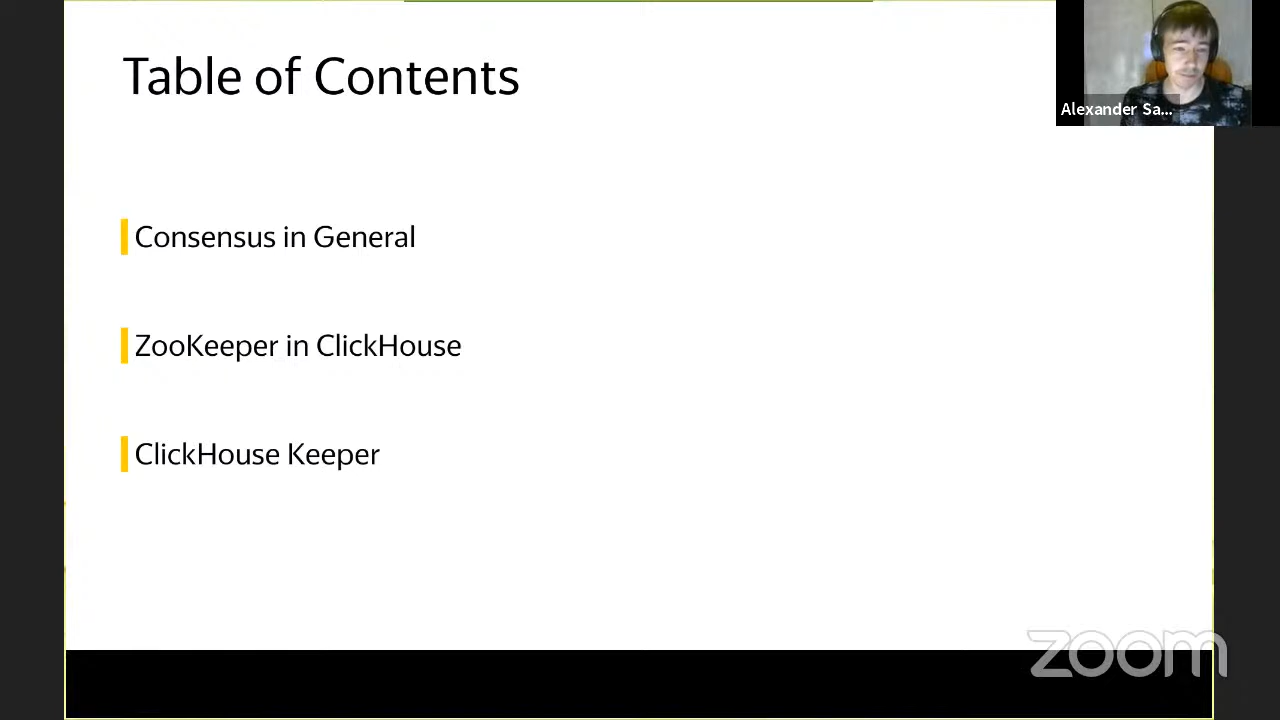 Table of Contents
Alexander Sa...
Consensus in General
ZooKeeper in ClickHouse
ClickHouse Keeper
zoom